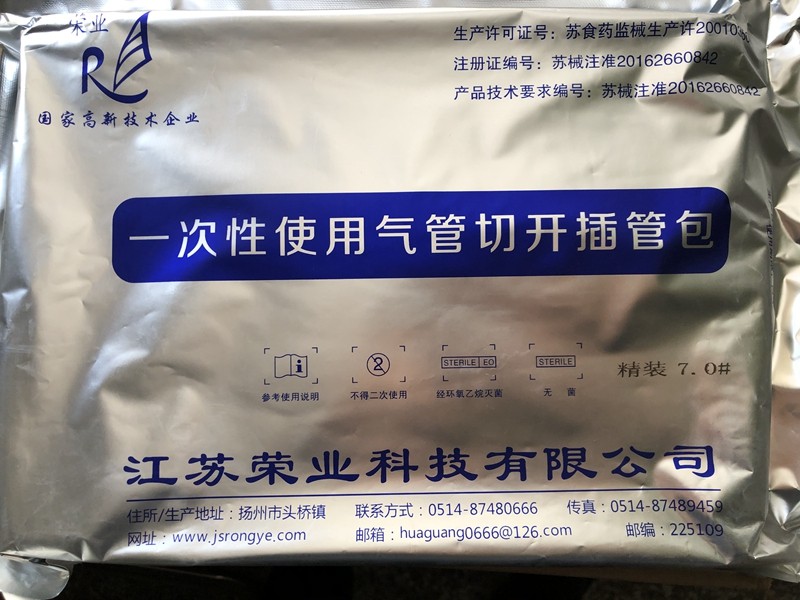 荣业
R
国家高新技术企业
生产许可证号：苏食药监械生产许2001030
注册证编号：苏械注准20162660842
产品技术要求编号：苏械注准20162660842
一次性使用气管切开插管包
参考使用说明
2
不得二次使用
STERILE EO
经环氧乙烷灭菌
STERILE
无 菌
精装 7.0#
江苏荣业科技有限公司
住所/生产地址：扬州市头桥镇 联系方式：0514-87480666 传真：0514-87489459
网址：www.jsrongye.com 邮箱：huaguang0666@126.com 邮编：225109